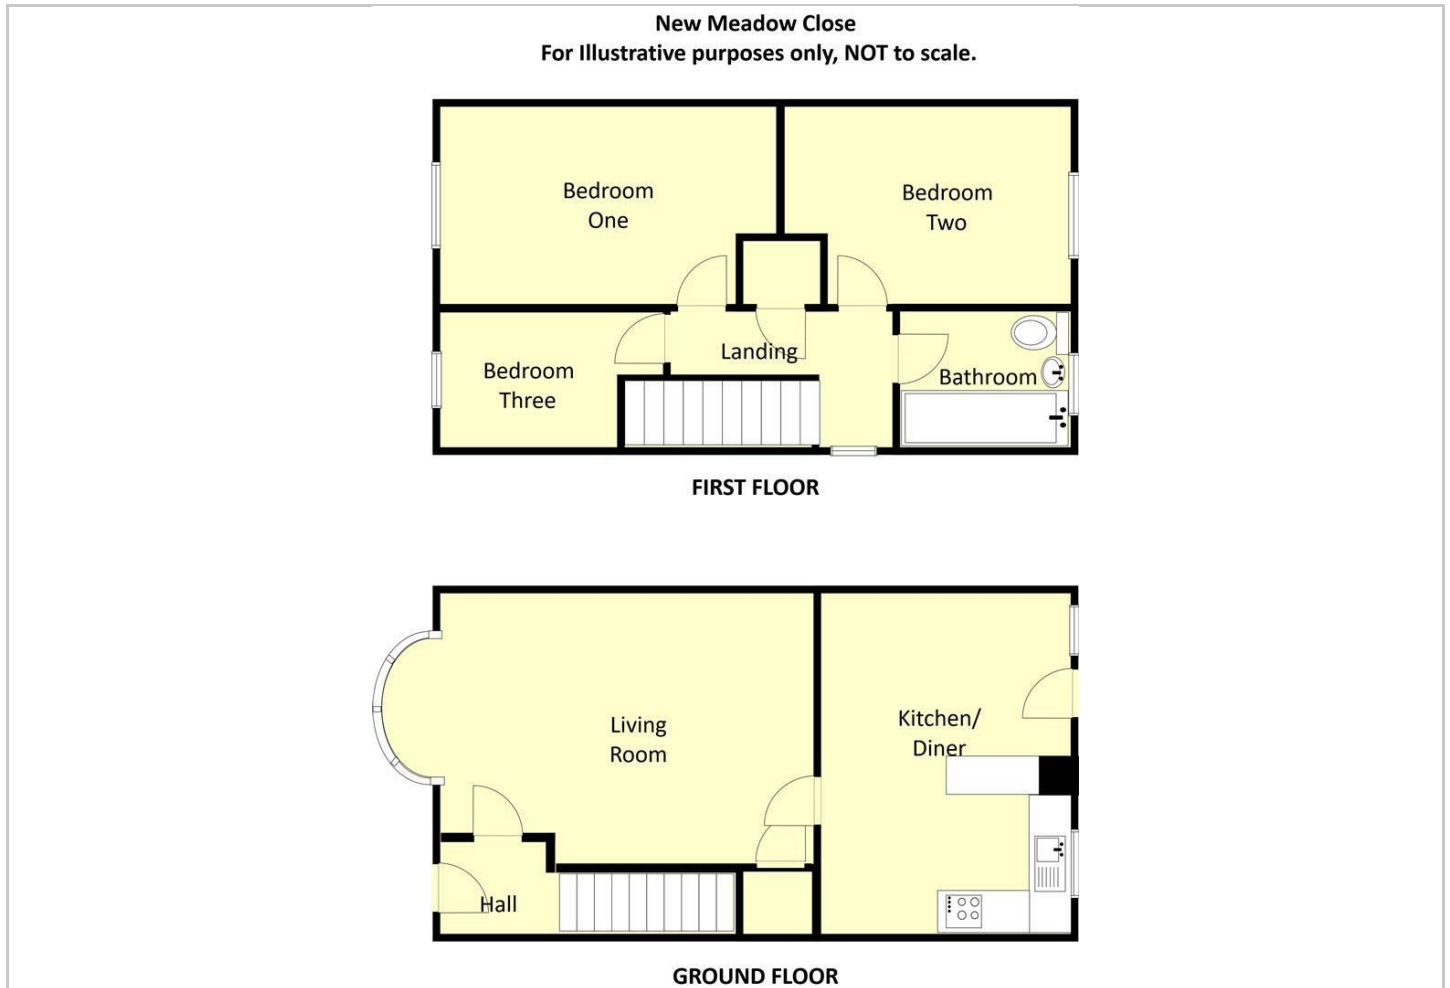 New Meadow Close
For Illustrative purposes only, NOT to scale.
Bedroom
One
Bedroom
Two
Bedroom
Three
Landing
Bathroom
FIRST FLOOR
Living
Room
Kitchen/
Diner
Hall
GROUND FLOOR